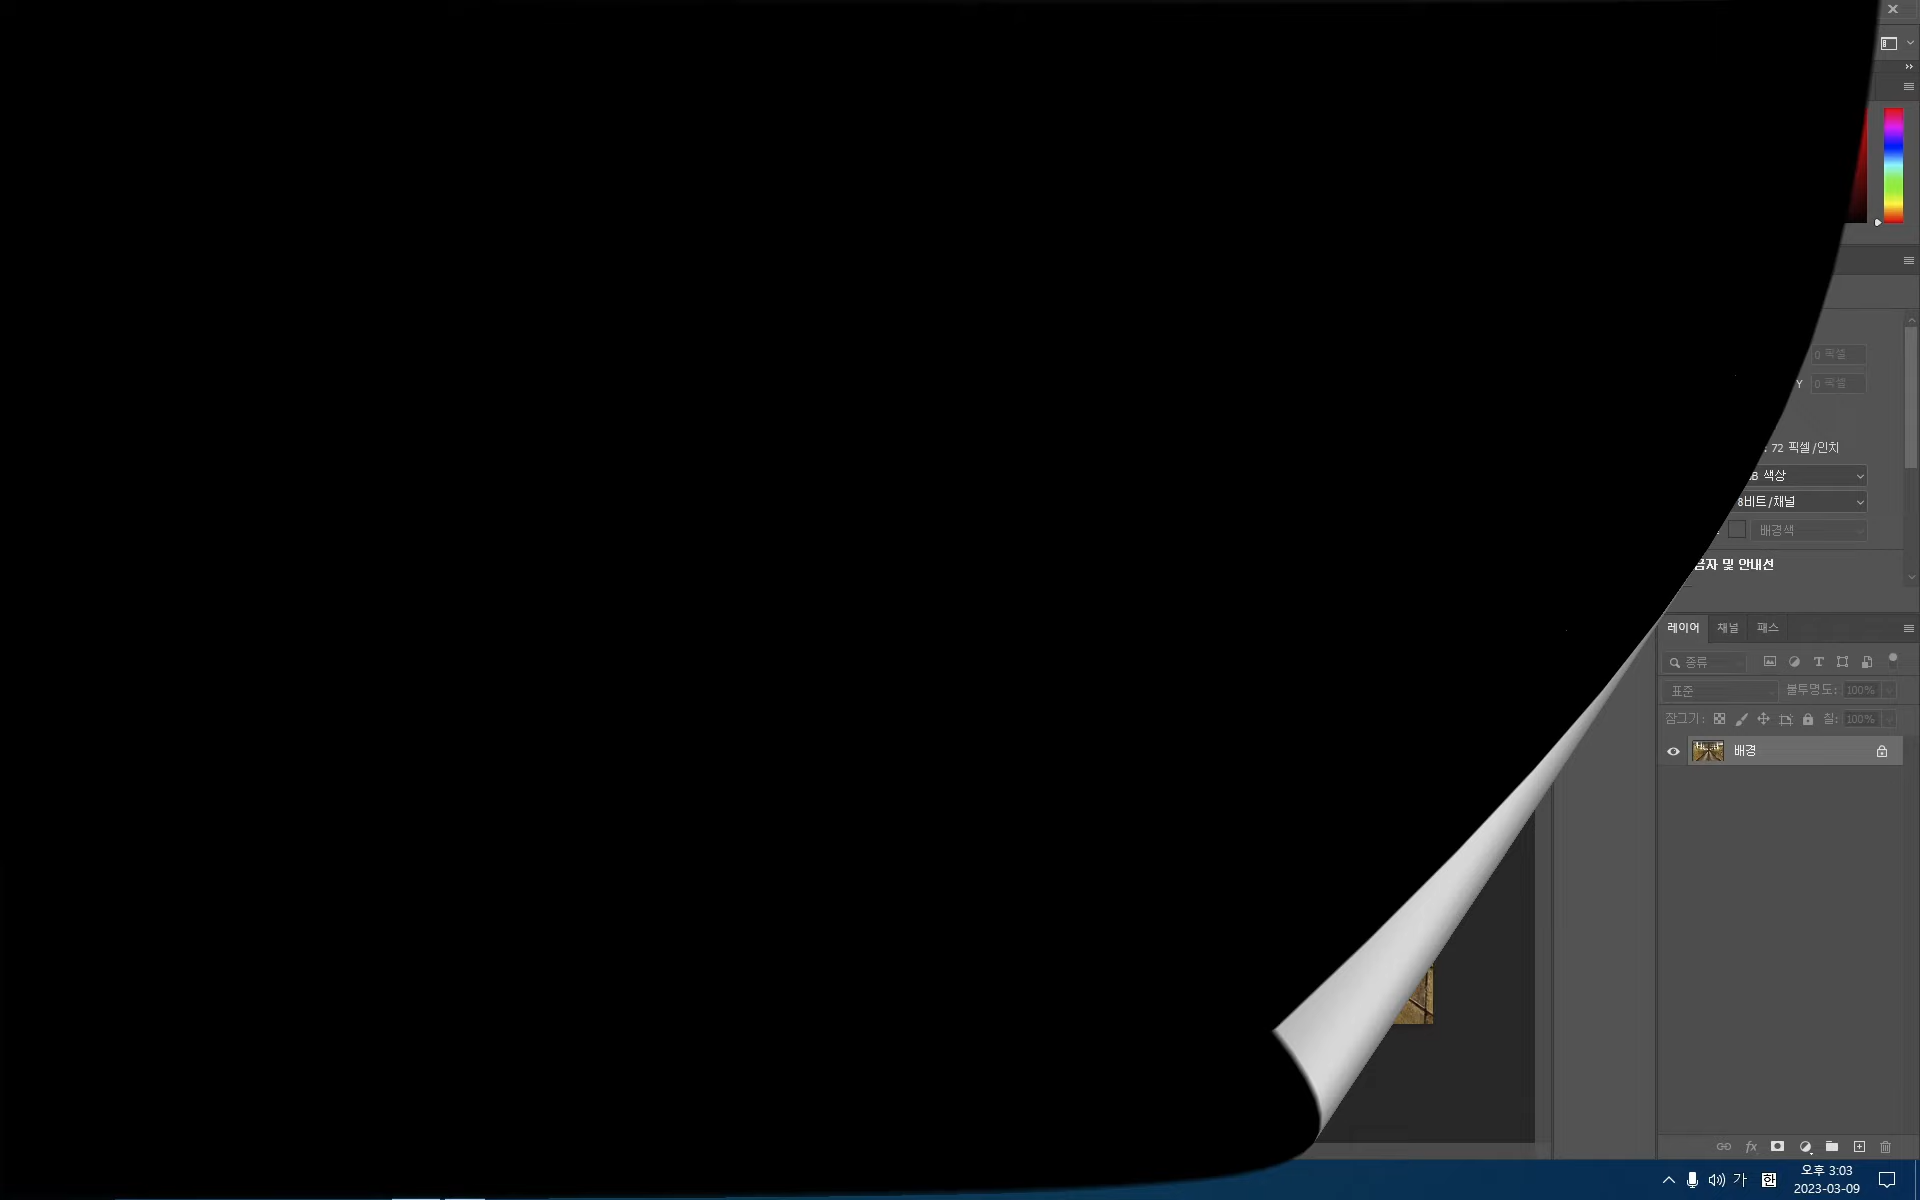 0 픽셀
Y 0 픽셀
: 72 픽셀/인치
색상
8비트/채널
배경색
및 안내선
레이어 채널 패스
종류
표준 불투명도: 100%
잠그기: 칠: 100%
배경
fx
가 한 오후 3:03
2023-03-09